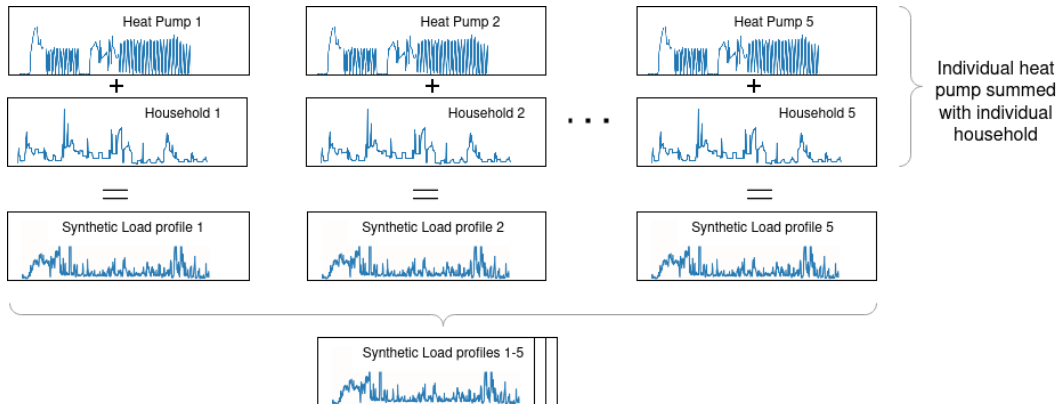 Heat Pump 1
Heat Pump 2
Heat Pump 5
+
+
+
Household 1
Household 2
...
Household 5
Individual heat
pump summed
with individual
household
=
=
=
Synthetic Load profile 1
Synthetic Load profile 2
Synthetic Load profile 5
Synthetic Load profiles 1-5